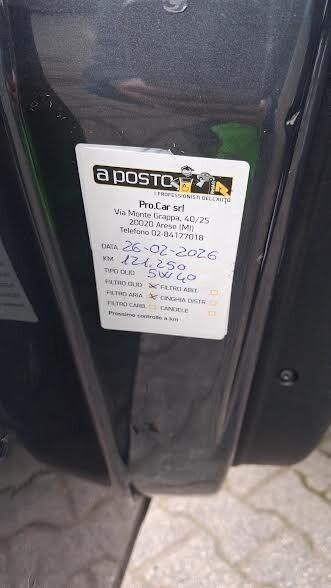 a posto
I PROFESSIONISTI DELL'AUTO
Pro.Car srl
Via Monte Grappa, 40/25
20020 Arese (MI)
Telefono 02-84177018
DATA 26-02-2026
KM 121.250
TIPO OLIO 5W40
FILTRO OLIO FILTRO ABIT.
FILTRO ARIA CINGHIA DISTR.
FILTRO CARB. CANDELE
Prossimo controllo a km